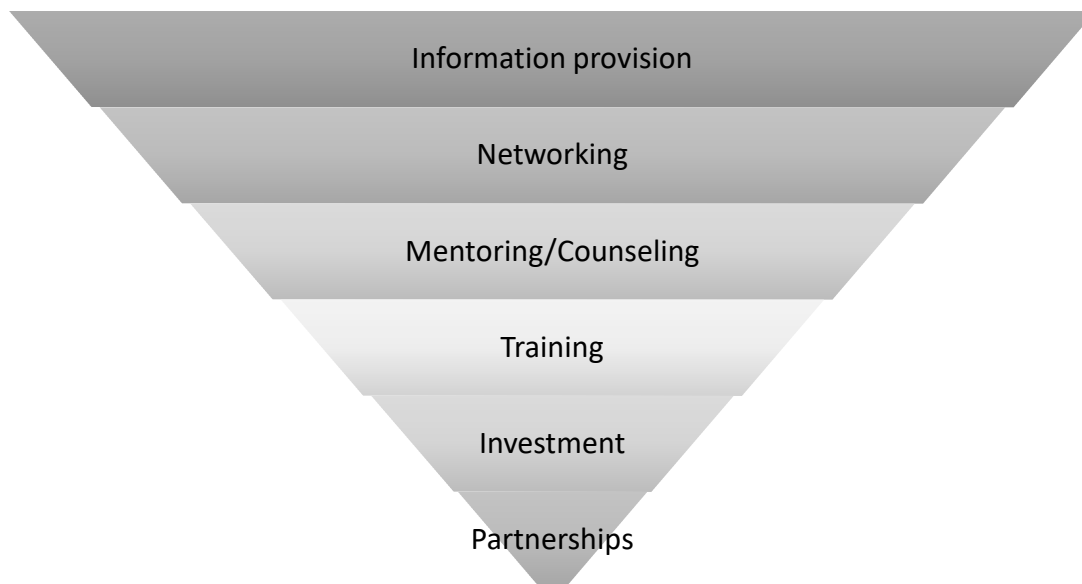 Information provision
Networking
Mentoring/Counseling
Training
Investment
Partnerships